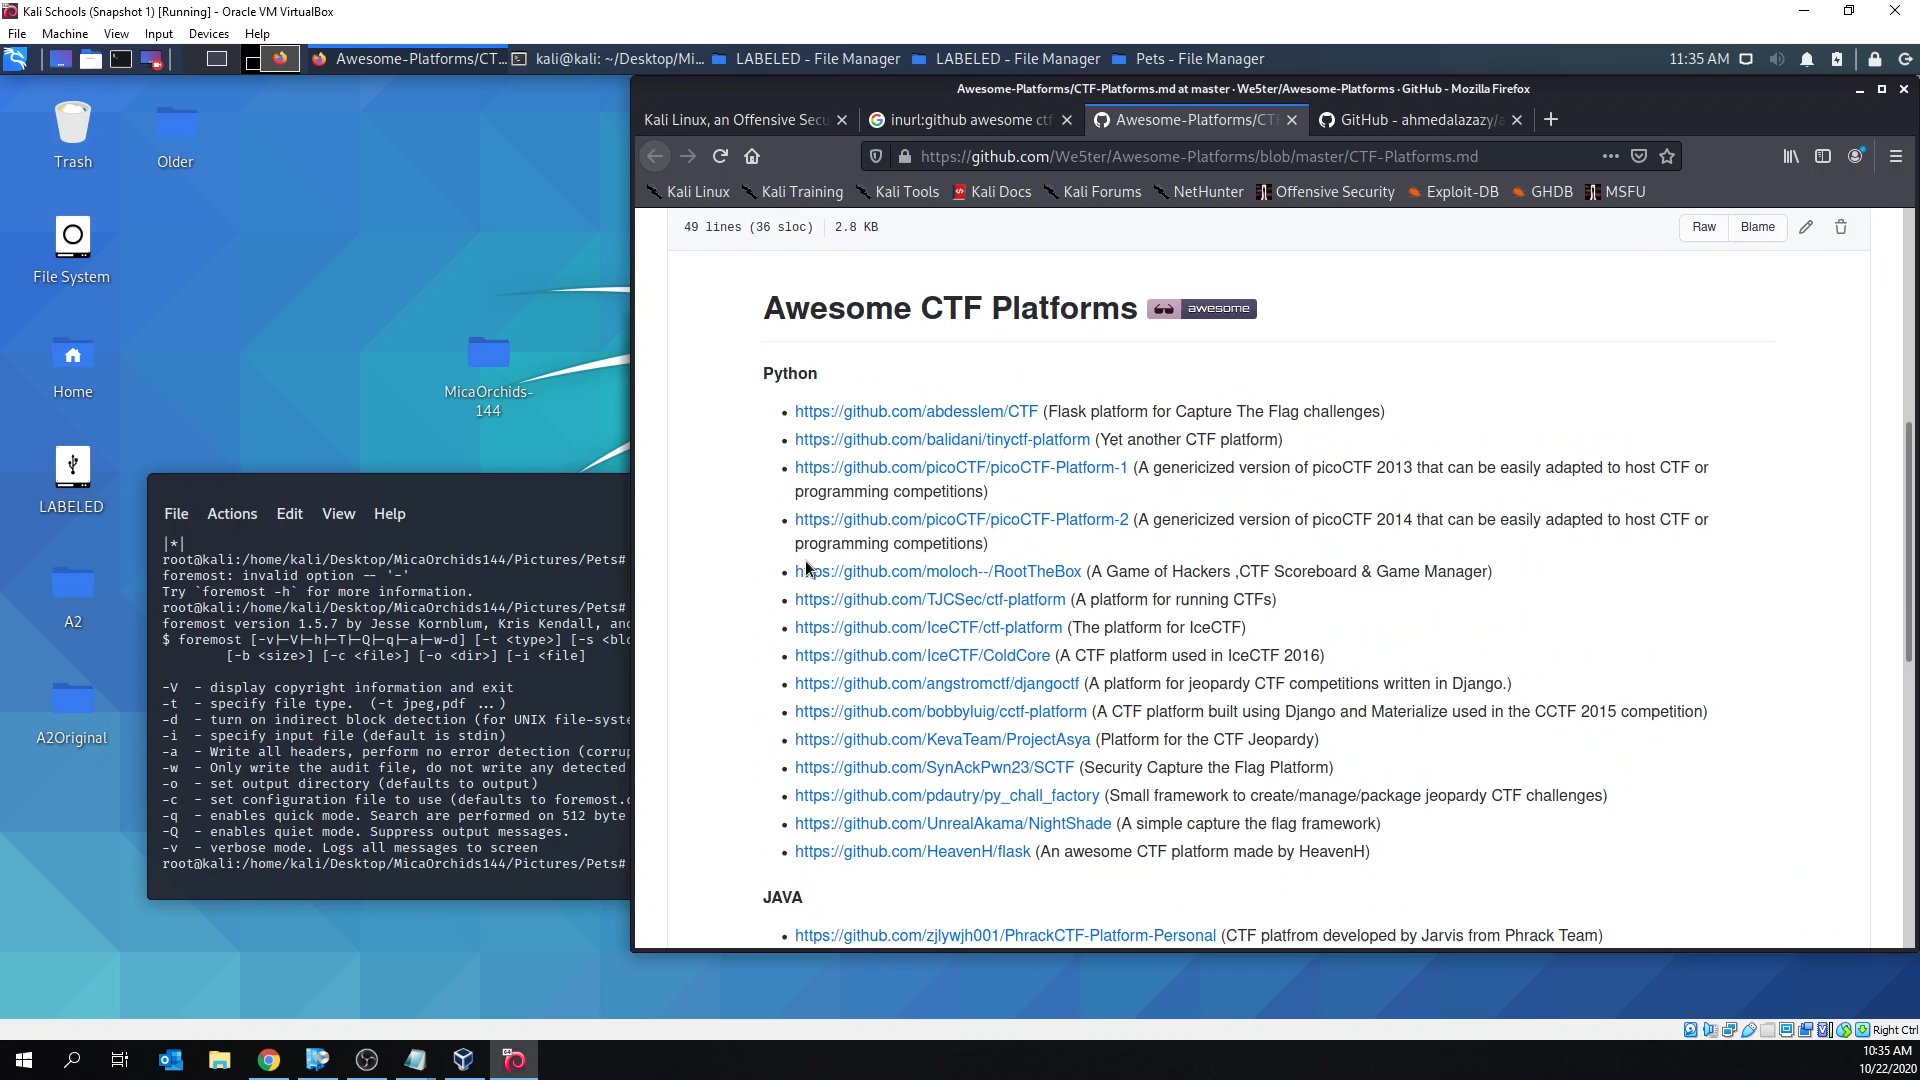 Kali Schools (Snapshot 1) [Running] - Oracle VM VirtualBox
File Machine View Input Devices Help
Awesome-Platforms/CT... kali@kali: ~/Desktop/Mi... LABELED - File Manager LABELED - File Manager Pets - File Manager 11:35 AM
Awesome-Platforms/CTF-Platforms.md at master · We5ter/Awesome-Platforms · GitHub - Mozilla Firefox
Kali Linux, an Offensive Secu inurl:github awesome ctf Awesome-Platforms/CTF GitHub - ahmedalazazy/a
https://github.com/We5ter/Awesome-Platforms/blob/master/CTF-Platforms.md
Kali Linux Kali Training Kali Tools Kali Docs Kali Forums NetHunter Offensive Security Exploit-DB GHDB MSFU
49 lines (36 sloc) 2.8 KB Raw Blame
Awesome CTF Platforms awesome
Python
https://github.com/abdesslem/CTF (Flask platform for Capture The Flag challenges)
https://github.com/balidani/tinyctf-platform (Yet another CTF platform)
https://github.com/picoCTF/picoCTF-Platform-1 (A genericized version of picoCTF 2013 that can be easily adapted to host CTF or
programming competitions)
https://github.com/picoCTF/picoCTF-Platform-2 (A genericized version of picoCTF 2014 that can be easily adapted to host CTF or
programming competitions)
https://github.com/moloch--/RootTheBox (A Game of Hackers ,CTF Scoreboard & Game Manager)
https://github.com/TJCSec/ctf-platform (A platform for running CTFs)
https://github.com/IceCTF/ctf-platform (The platform for IceCTF)
https://github.com/IceCTF/ColdCore (A CTF platform used in IceCTF 2016)
https://github.com/angstromctf/djangoctf (A platform for jeopardy CTF competitions written in Django.)
https://github.com/bobbyluig/cctf-platform (A CTF platform built using Django and Materialize used in the CCTF 2015 competition)
https://github.com/KevaTeam/ProjectAsya (Platform for the CTF Jeopardy)
https://github.com/SynAckPwn23/SCTF (Security Capture the Flag Platform)
https://github.com/pdautry/py_chall_factory (Small framework to create/manage/package jeopardy CTF challenges)
https://github.com/UnrealAkama/NightShade (A simple capture the flag framework)
https://github.com/HeavenH/flask (An awesome CTF platform made by HeavenH)
JAVA
https://github.com/zjlywjh001/PhrackCTF-Platform-Personal (CTF platfrom developed by Jarvis from Phrack Team)
Trash
Older
File System
Home
MicaOrchids-
144
LABELED
A2
A2Original
File Actions Edit View Help
|*|
root@kali:/home/kali/Desktop/MicaOrchids144/Pictures/Pets#
foremost: invalid option -- '-'
Try `foremost -h` for more information.
root@kali:/home/kali/Desktop/MicaOrchids144/Pictures/Pets#
foremost version 1.5.7 by Jesse Kornblum, Kris Kendall, and
$ foremost [-v|-V|-h|-T|-Q|-q|-a|-w-d] [-t <type>] [-s <blo
[-b <size>] [-c <file>] [-o <dir>] [-i <file]
-V - display copyright information and exit
-t - specify file type. (-t jpeg,pdf ...)
-d - turn on indirect block detection (for UNIX file-syste
-i - specify input file (default is stdin)
-a - Write all headers, perform no error detection (corrup
-w - Only write the audit file, do not write any detected
-o - set output directory (defaults to output)
-c - set configuration file to use (defaults to foremost.c
-q - enables quick mode. Search are performed on 512 byte
-Q - enables quiet mode. Suppress output messages.
-v - verbose mode. Logs all messages to screen
root@kali:/home/kali/Desktop/MicaOrchids144/Pictures/Pets#
Right Ctrl
10:35 AM
10/22/2020